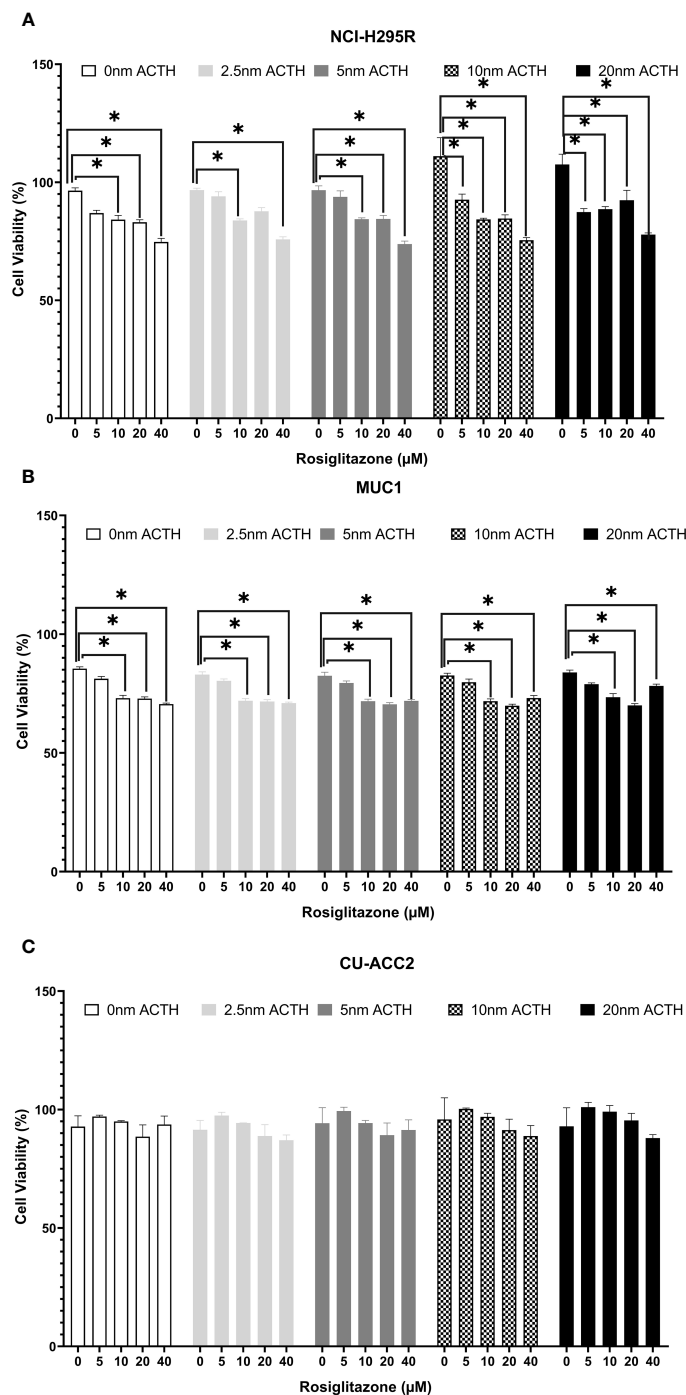 A
NCI-H295R
150
0nm ACTH 2.5nm ACTH 5nm ACTH 10nm ACTH 20nm ACTH
* * * * * * * * * * * * * * * *
100
50
0
Cell Viability (%)
0 5 10 20 40 0 5 10 20 40 0 5 10 20 40 0 5 10 20 40 0 5 10 20 40
Rosiglitazone (µM)
B
MUC1
150
0nm ACTH 2.5nm ACTH 5nm ACTH 10nm ACTH 20nm ACTH
* * * * * * * * * * * * * * *
100
50
0
Cell Viability (%)
0 5 10 20 40 0 5 10 20 40 0 5 10 20 40 0 5 10 20 40 0 5 10 20 40
Rosiglitazone (µM)
C
CU-ACC2
150
0nm ACTH 2.5nm ACTH 5nm ACTH 10nm ACTH 20nm ACTH
100
50
0
Cell Viability (%)
0 5 10 20 40 0 5 10 20 40 0 5 10 20 40 0 5 10 20 40 0 5 10 20 40
Rosiglitazone (µM)